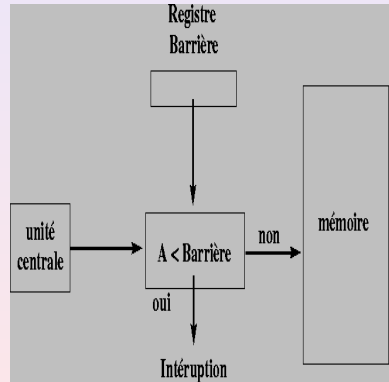 Registre
Barrière
unité
centrale
A < Barrière
non
mémoire
oui
Intéruption